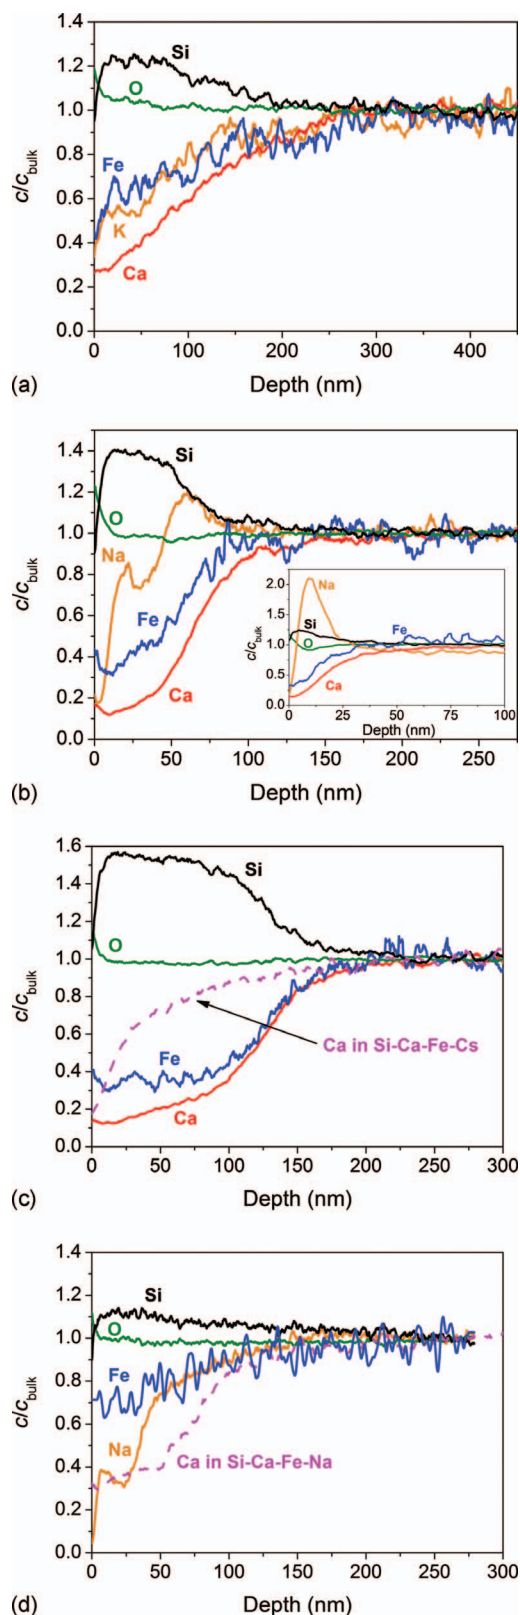 1.4
1.2
1.0
0.8
0.6
0.4
0.2
0.0
c/c bulk
Si
O
Fe
K
Ca
0 100 200 300 400
Depth (nm)
(a)
1.4
1.2
1.0
0.8
0.6
0.4
0.2
0.0
c/c bulk
Si
O
Na
Fe
Ca
2.0
1.5
1.0
0.5
0.0
c/c bulk
Na
Si
O
Fe
Ca
0 25 50 75 100
Depth (nm)
0 50 100 150 200 250
Depth (nm)
(b)
1.6
1.4
1.2
1.0
0.8
0.6
0.4
0.2
0.0
c/c bulk
Si
O
Ca in Si-Ca-Fe-Cs
Fe
Ca
0 50 100 150 200 250 300
Depth (nm)
(c)
1.4
1.2
1.0
0.8
0.6
0.4
0.2
0.0
c/c bulk
Si
O
Fe
Na
Ca in Si-Ca-Fe-Na
0 50 100 150 200 250 300
Depth (nm)
(d)